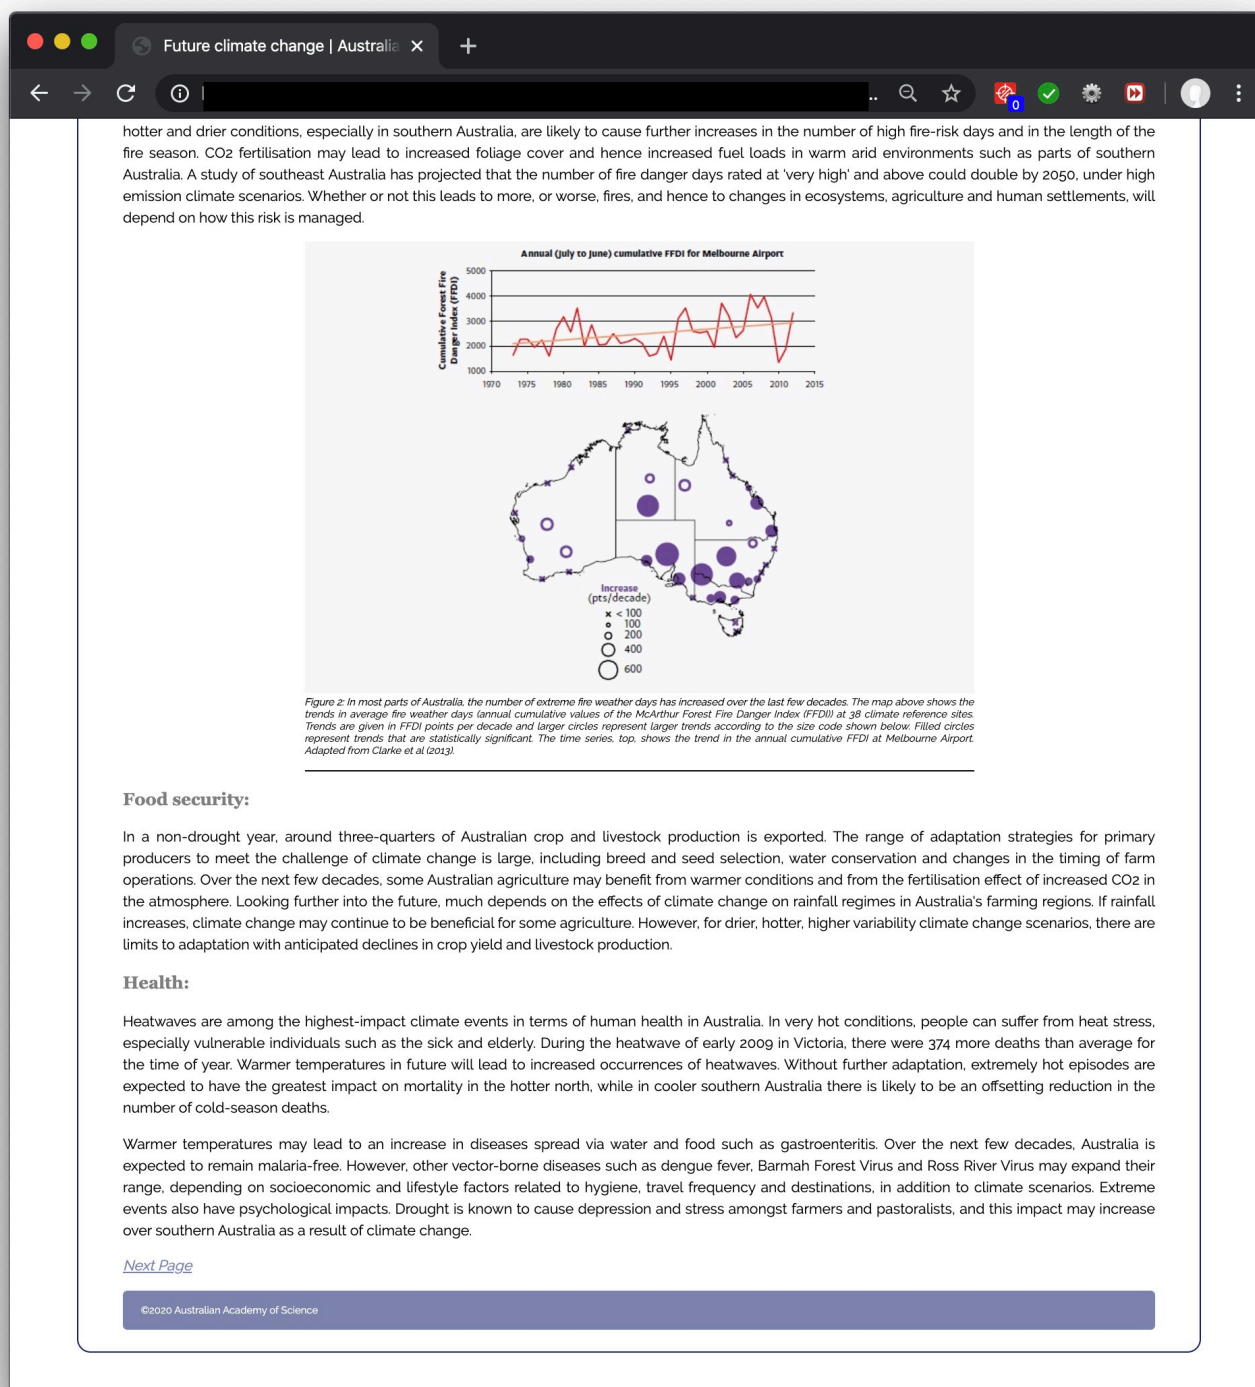 Future climate change | Australia
0
hotter and drier conditions, especially in southern Australia, are likely to cause further increases in the number of high fire-risk days and in the length of the
fire season. CO2 fertilisation may lead to increased foliage cover and hence increased fuel loads in warm arid environments such as parts of southern
Australia. A study of southeast Australia has projected that the number of fire danger days rated at 'very high' and above could double by 2050, under high
emission climate scenarios. Whether or not this leads to more, or worse, fires, and hence to changes in ecosystems, agriculture and human settlements, will
depend on how this risk is managed.
Annual (July to June) cumulative FFDI for Melbourne Airport
Cumulative Forest Fire
Danger Index (FFDI)
5000
4000
3000
2000
1000
1970 1975 1980 1985 1990 1995 2000 2005 2010 2015
Increase
(pts/decade)
x < 100
100
200
400
600
Figure 2: In most parts of Australia, the number of extreme fire weather days has increased over the last few decades. The map above shows the
trends in average fire weather days (annual cumulative values of the McArthur Forest Fire Danger Index (FFDI)) at 38 climate reference sites.
Trends are given in FFDI points per decade and larger circles represent larger trends according to the size code shown below. Filled circles
represent trends that are statistically significant. The time series, top, shows the trend in the annual cumulative FFDI at Melbourne Airport.
Adapted from Clarke et al (2013).
Food security:
In a non-drought year, around three-quarters of Australian crop and livestock production is exported. The range of adaptation strategies for primary
producers to meet the challenge of climate change is large, including breed and seed selection, water conservation and changes in the timing of farm
operations. Over the next few decades, some Australian agriculture may benefit from warmer conditions and from the fertilisation effect of increased CO2 in
the atmosphere. Looking further into the future, much depends on the effects of climate change on rainfall regimes in Australia's farming regions. If rainfall
increases, climate change may continue to be beneficial for some agriculture. However, for drier, hotter, higher variability climate change scenarios, there are
limits to adaptation with anticipated declines in crop yield and livestock production.
Health:
Heatwaves are among the highest-impact climate events in terms of human health in Australia. In very hot conditions, people can suffer from heat stress,
especially vulnerable individuals such as the sick and elderly. During the heatwave of early 2009 in Victoria, there were 374 more deaths than average for
the time of year. Warmer temperatures in future will lead to increased occurrences of heatwaves. Without further adaptation, extremely hot episodes are
expected to have the greatest impact on mortality in the hotter north, while in cooler southern Australia there is likely to be an offsetting reduction in the
number of cold-season deaths.
Warmer temperatures may lead to an increase in diseases spread via water and food such as gastroenteritis. Over the next few decades, Australia is
expected to remain malaria-free. However, other vector-borne diseases such as dengue fever, Barmah Forest Virus and Ross River Virus may expand their
range, depending on socioeconomic and lifestyle factors related to hygiene, travel frequency and destinations, in addition to climate scenarios. Extreme
events also have psychological impacts. Drought is known to cause depression and stress amongst farmers and pastoralists, and this impact may increase
over southern Australia as a result of climate change.
Next Page
©2020 Australian Academy of Science